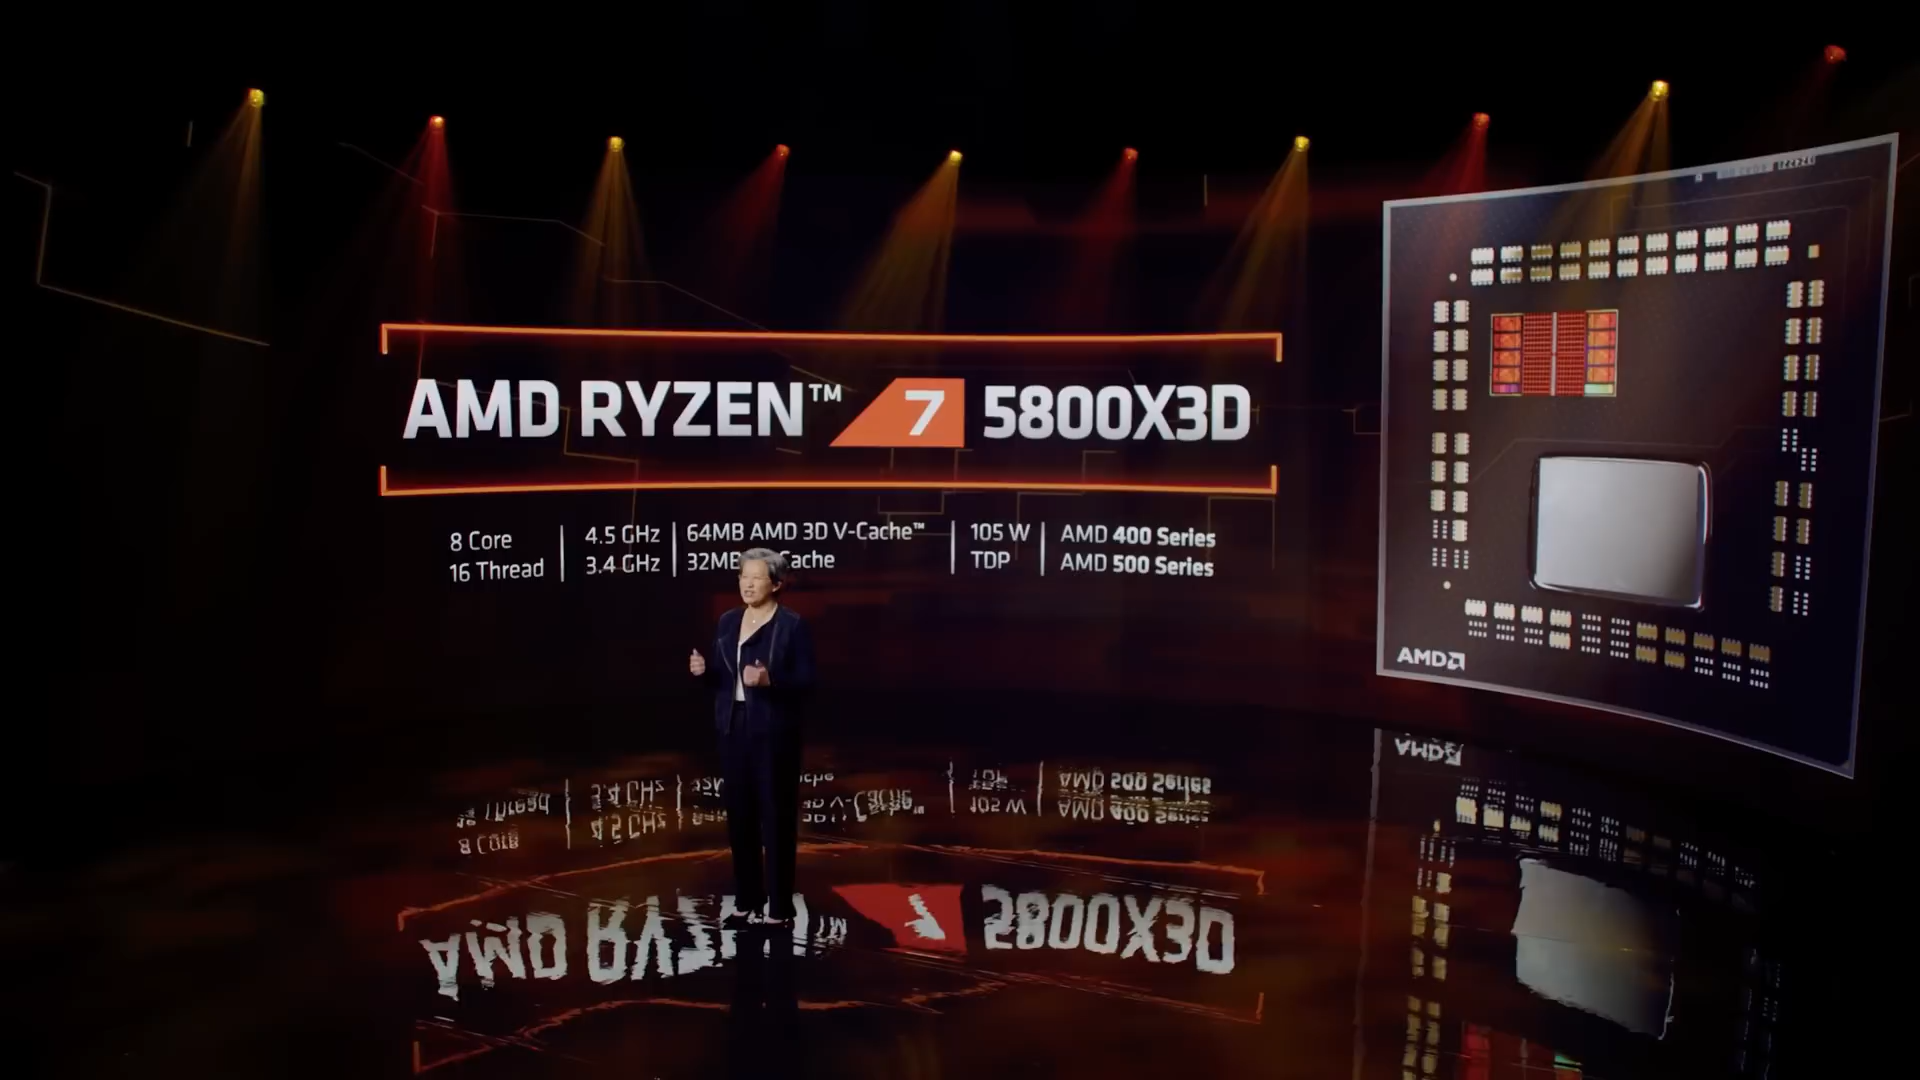 AMD RYZEN™ 7 5800X3D
8 Core
16 Thread
4.5 GHz
3.4 GHz
64MB AMD 3D V-Cache™
32MB Cache
105 W
TDP
AMD 400 Series
AMD 500 Series
AMD